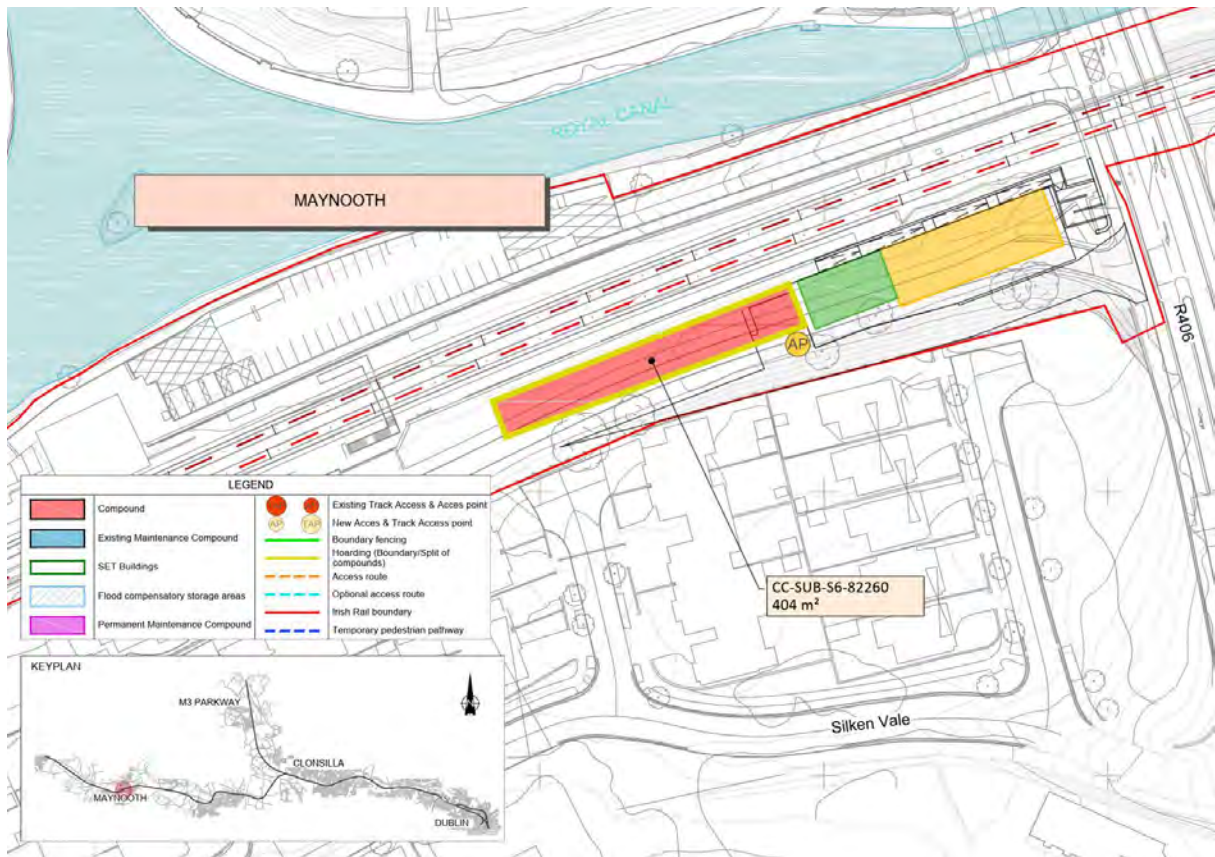 ROYAL CANAL
MAYNOOTH
R406
AP
CC-SUB-S6-82260
404 m²
Silken Vale
LEGEND
Compound
Existing Maintenance Compound
SET Buildings
Flood compensatory storage areas
Permanent Maintenance Compound
Existing Track Access & Acces point
AP
TAP
New Acces & Track Access point
Boundary fencing
Hoarding (Boundary/Split of
compounds)
Access route
Optional access route
Irish Rail boundary
Temporary pedestrian pathway
KEYPLAN
M3 PARKWAY
CLONSILLA
MAYNOOTH
DUBLIN